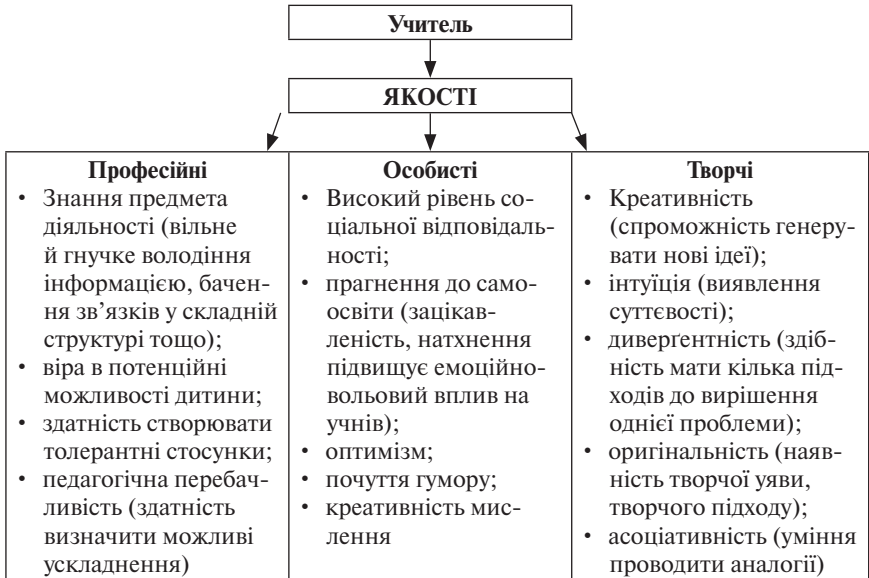 Учитель
ЯКОСТІ
Професійні
• Знання предмета
діяльності (вільне
й гнучке володіння
інформацією, бачен-
ня зв’язків у складній
структурі тощо);
• віра в потенційні
можливості дитини;
• здатність створювати
толерантні стосунки;
• педагогічна перебач-
ливість (здатність
визначити можливі
ускладнення)
Особисті
• Високий рівень со-
ціальної відповідаль-
ності;
• прагнення до само-
освіти (зацікав-
леність, натхнення
підвищує емоційно-
вольовий вплив на
учнів);
• оптимізм;
• почуття гумору;
• креативність мис-
лення
Творчі
• Креативність
(спроможність генеру-
вати нові ідеї);
• інтуїція (виявлення
суттєвості);
• диверґентність (здіб-
ність мати кілька під-
ходів до вирішення
однієї проблеми);
• оригінальність (наяв-
ність творчої уяви,
творчого підходу);
• асоціативність (уміння
проводити аналогії)